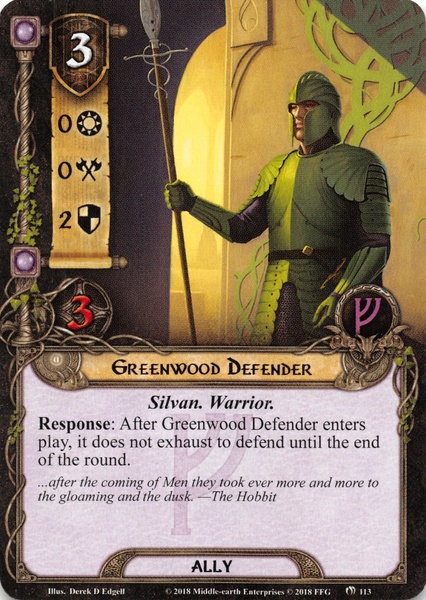 3
0
0
2
3
Greenwood Defender
Silvan. Warrior.
Response: After Greenwood Defender enters
play, it does not exhaust to defend until the end
of the round.
...after the coming of Men they took ever more and more to
the gloaming and the dusk. —The Hobbit
ALLY
Illus. Derek D Edgell © 2018 Middle-earth Enterprises © 2018 FFG 113